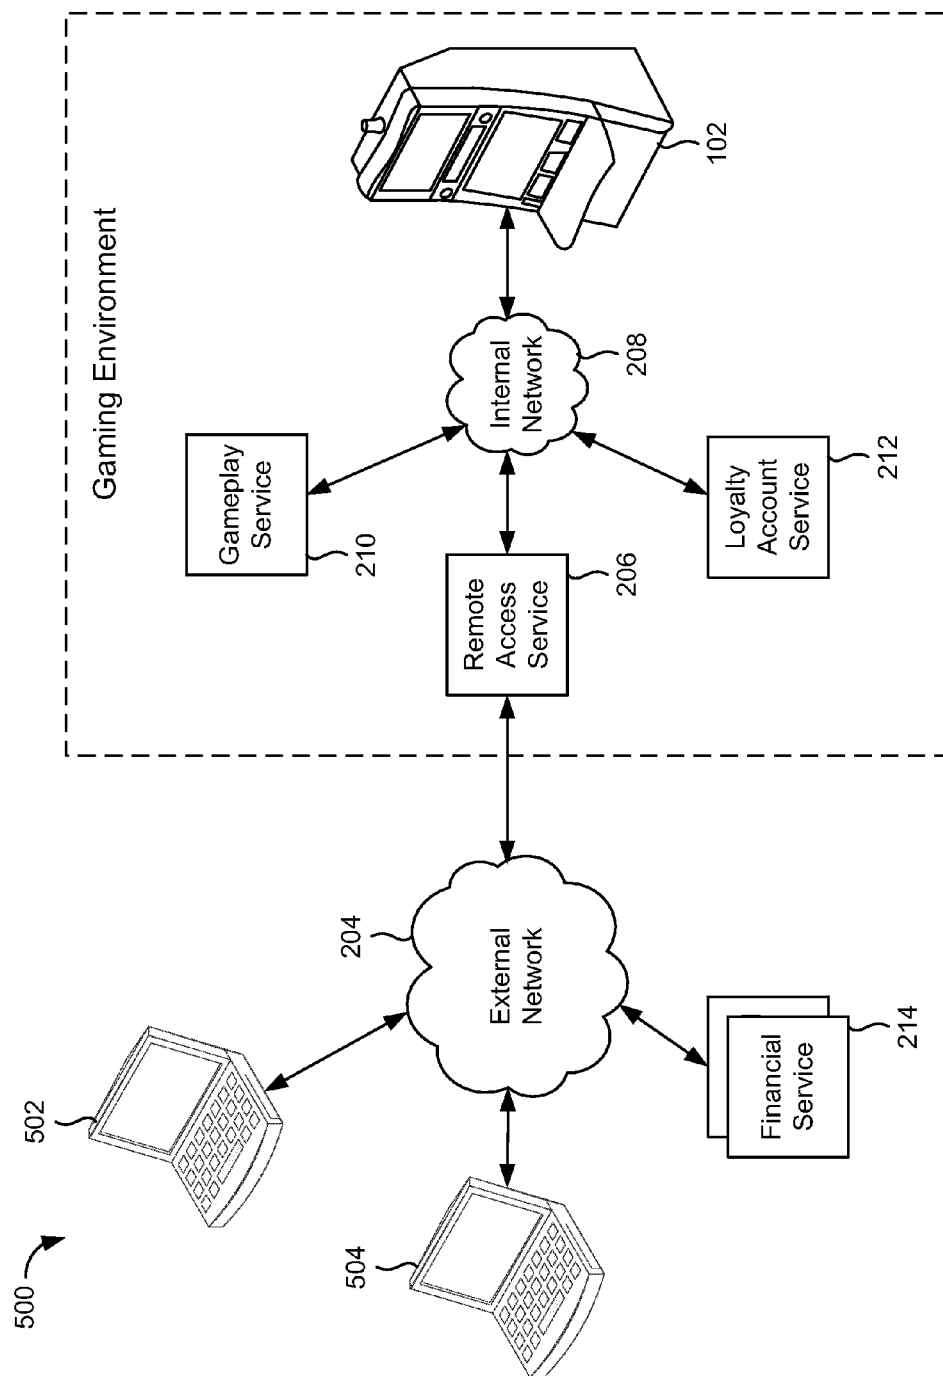 500
502
504
204
External
Network
Financial
Service
214
Gaming Environment
Gameplay
Service
210
Remote
Access
Service
206
Internal
Network
208
Loyalty
Account
Service
212
102